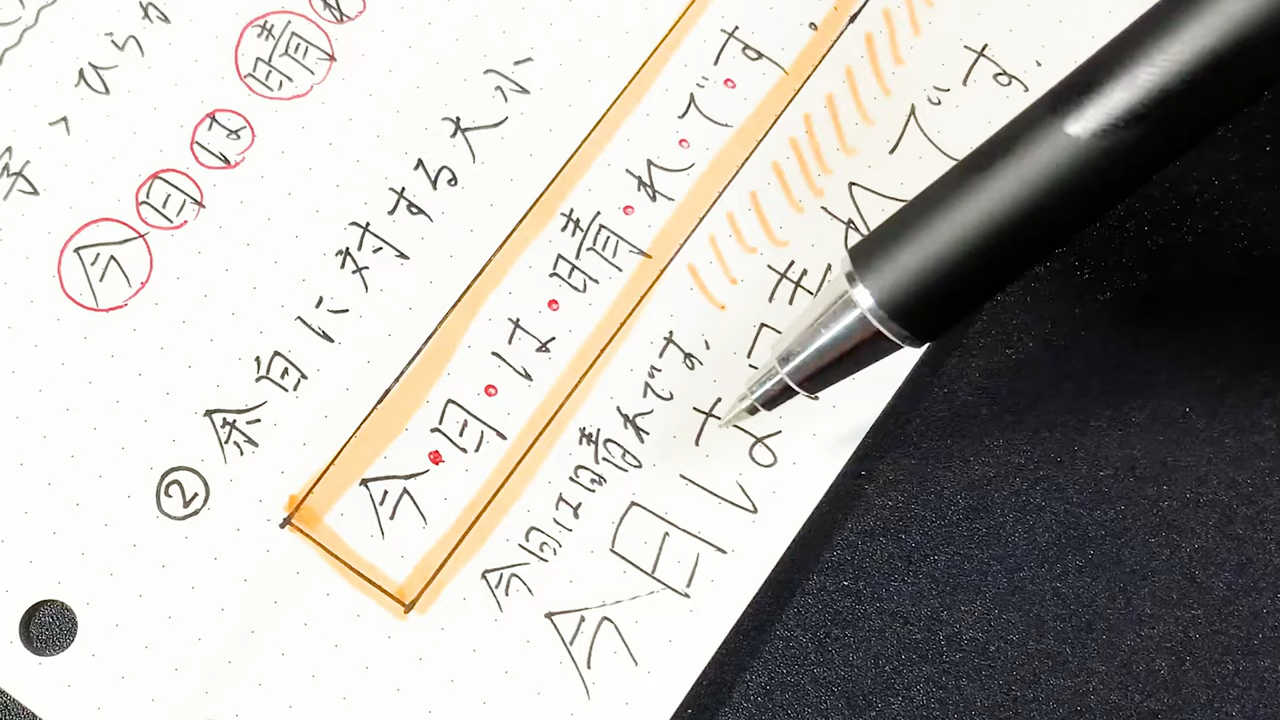 字 > ひらが
今日は晴れ
② 余白に対する大小
今・日・は・晴・れ・で・す。
今日は晴れです.
今日は晴れです.